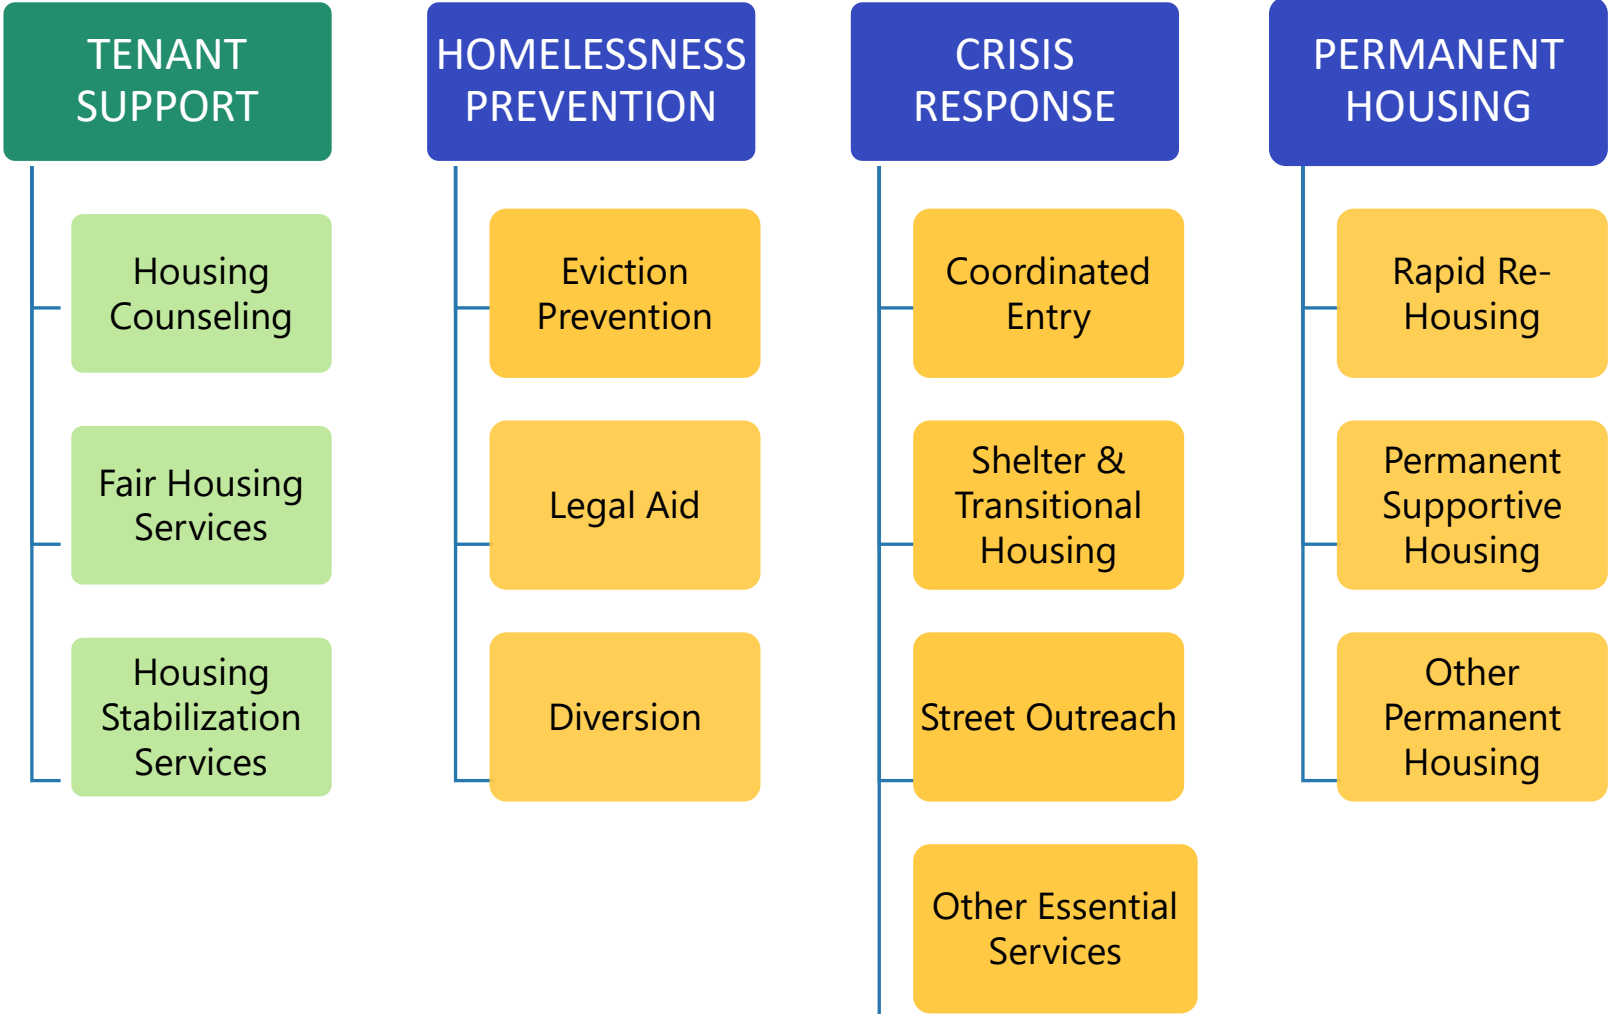 TENANT
SUPPORT
Housing
Counseling
Fair Housing
Services
Housing
Stabilization
Services
HOMELESSNESS
PREVENTION
Eviction
Prevention
Legal Aid
Diversion
CRISIS
RESPONSE
Coordinated
Entry
Shelter &
Transitional
Housing
Street Outreach
Other Essential
Services
PERMANENT
HOUSING
Rapid Re-
Housing
Permanent
Supportive
Housing
Other
Permanent
Housing